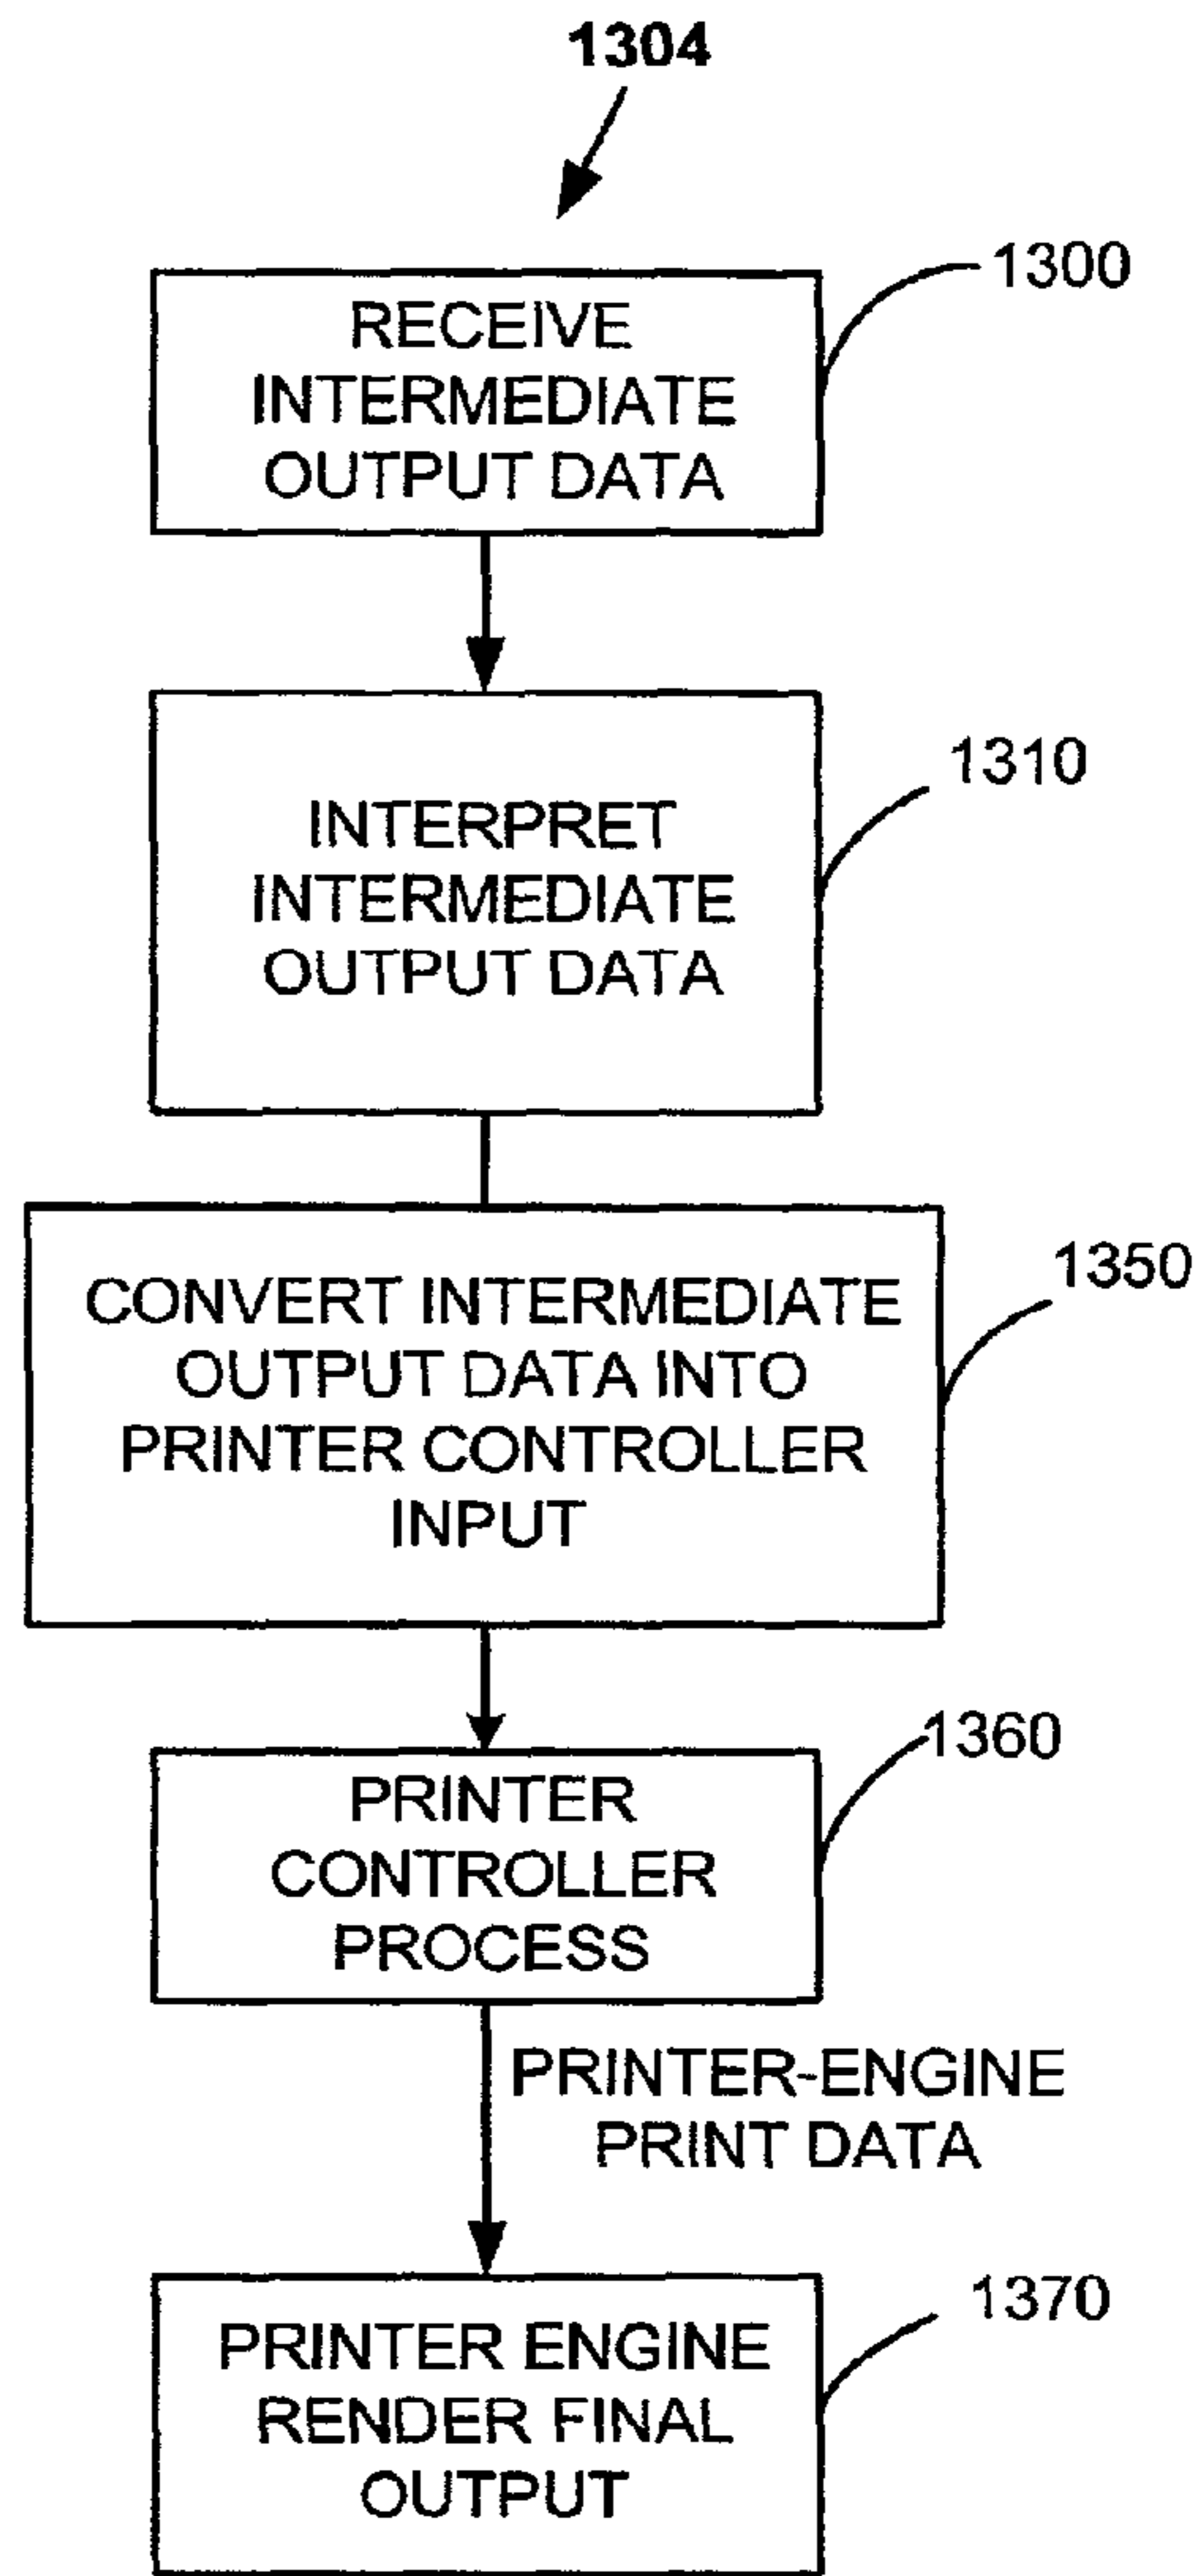 1304
1300
RECEIVE
INTERMEDIATE
OUTPUT DATA
1310
INTERPRET
INTERMEDIATE
OUTPUT DATA
1350
CONVERT INTERMEDIATE
OUTPUT DATA INTO
PRINTER CONTROLLER
INPUT
1360
PRINTER
CONTROLLER
PROCESS
PRINTER-ENGINE
PRINT DATA
1370
PRINTER ENGINE
RENDER FINAL
OUTPUT